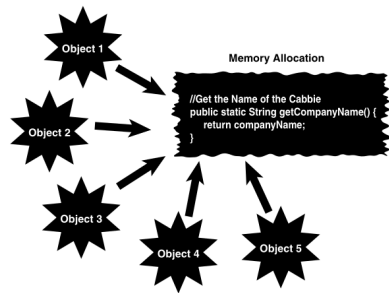 Object 1
Memory Allocation
//Get the Name of the Cabbie
public static String getCompanyName() {
return companyName;
}
Object 2
Object 3
Object 4
Object 5